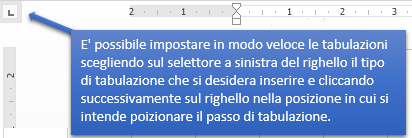 2 1 1 2 3
E' possibile impostare in modo veloce le tabulazioni
scegliendo sul selettore a sinistra del righello il tipo
di tabulazione che si desidera inserire e cliccando
successivamente sul righello nella posizione in cui si
intende poizionare il passo di tabulazione.
2